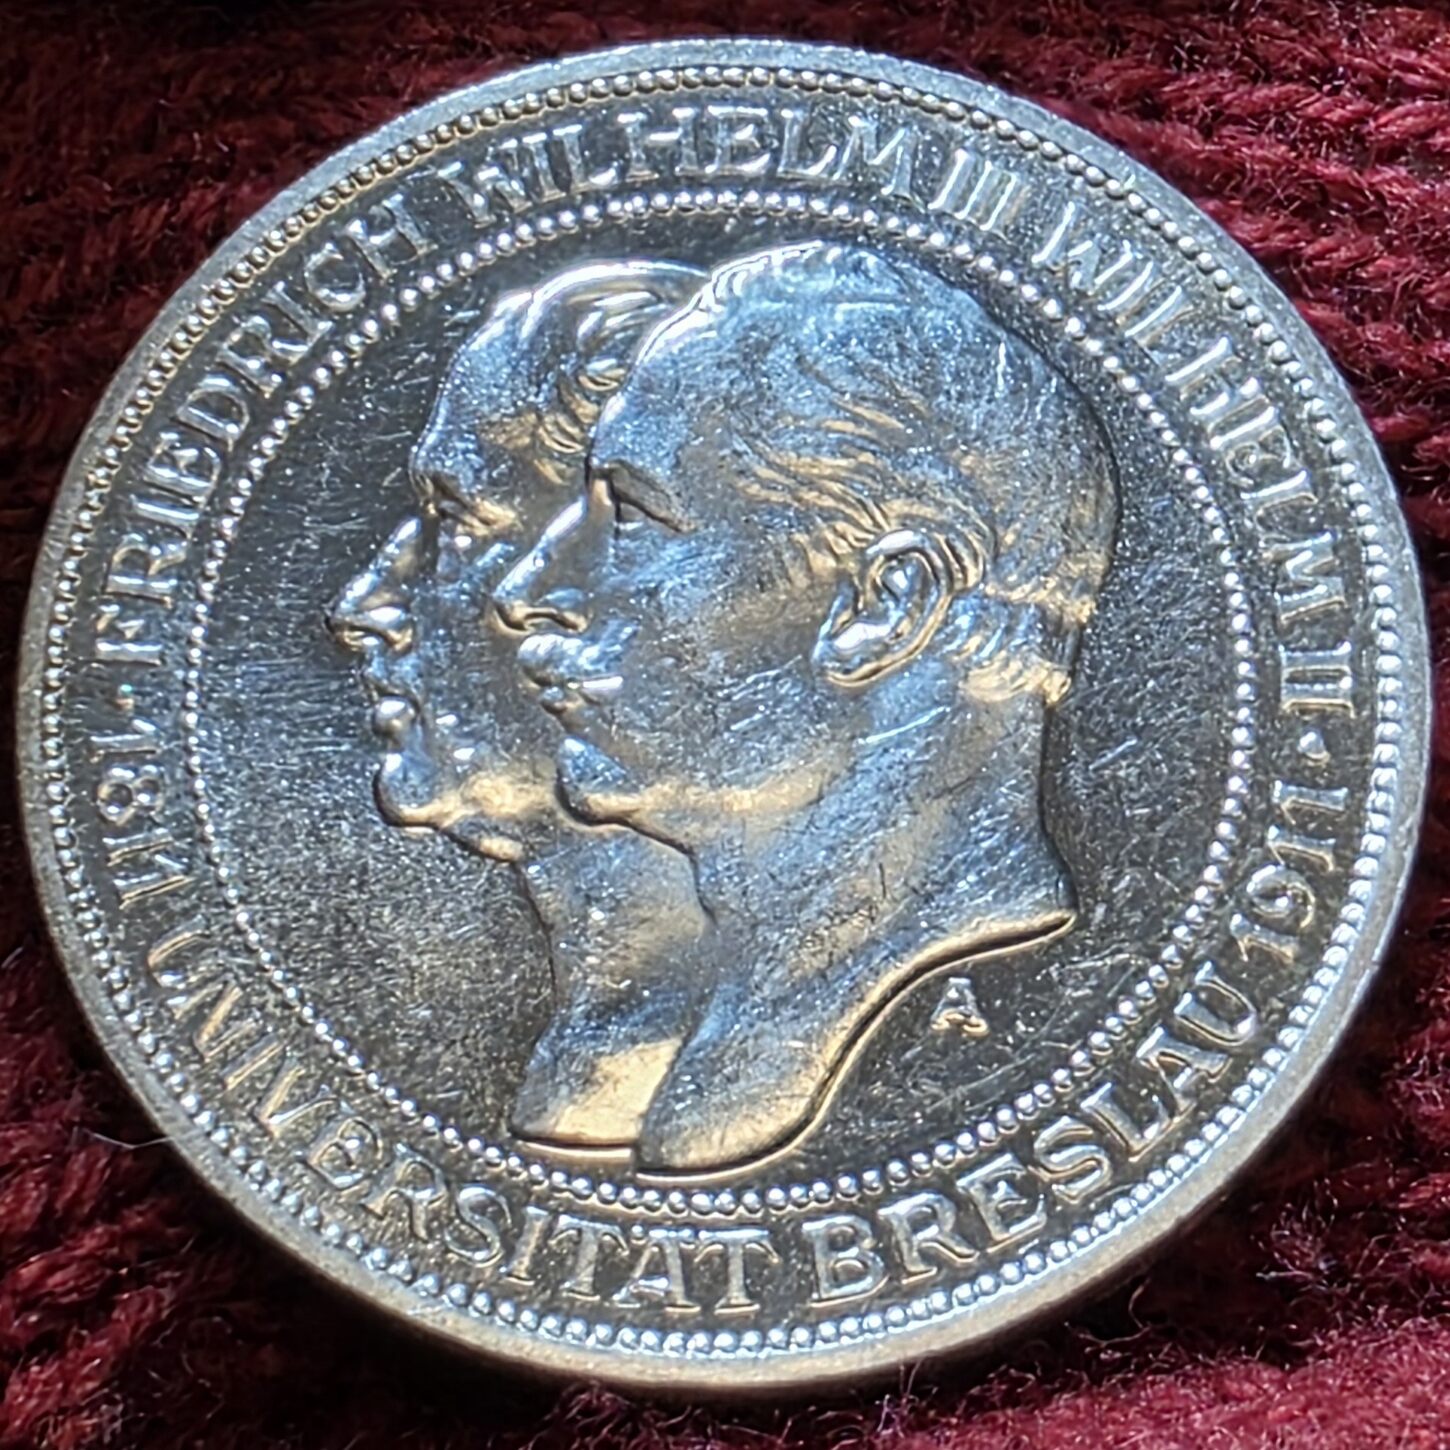 1811 · FRIEDRICH WILHELM III WILHELM II · 1911
UNIVERSITÄT BRESLAU
A